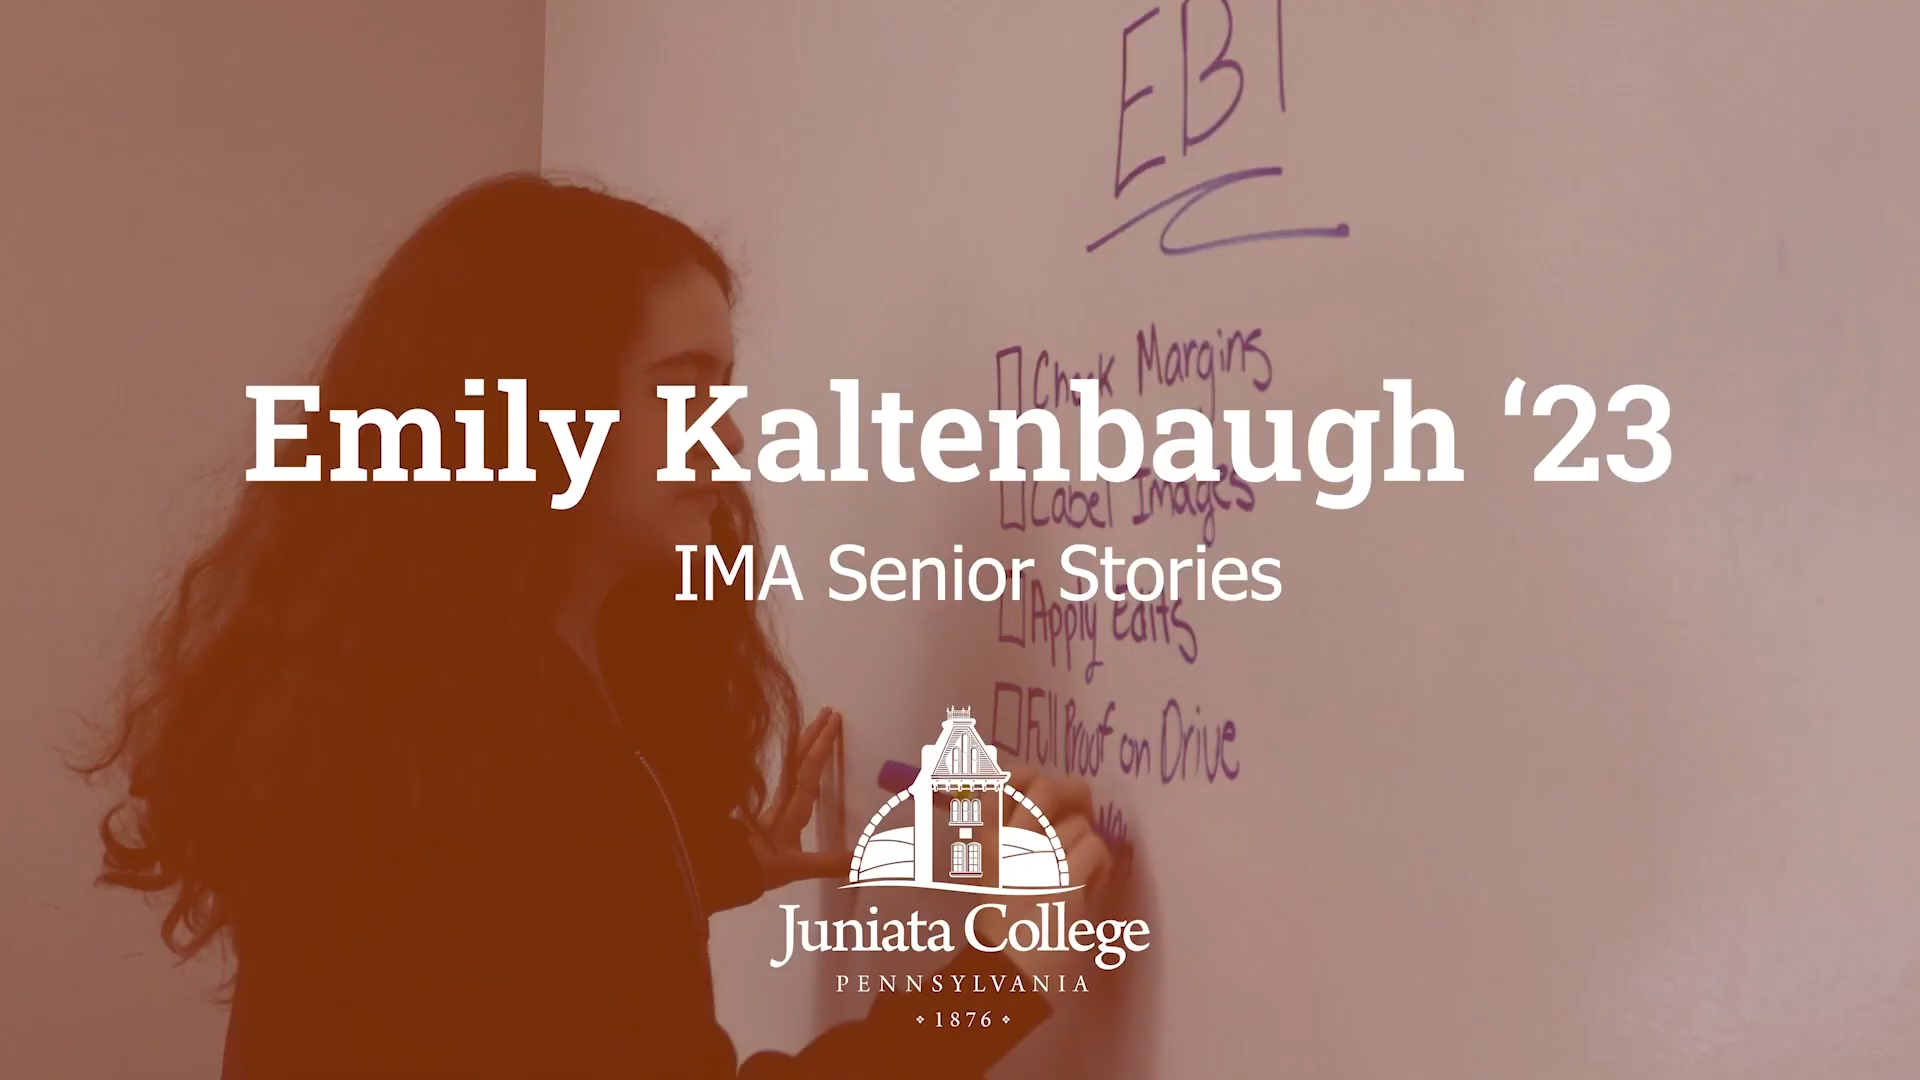 EBI
Check Margins
Emily Kaltenbaugh ‘23
Label Images
IMA Senior Stories
Apply Edits
Full Proof on Drive
Juniata College
PENNSYLVANIA
1876